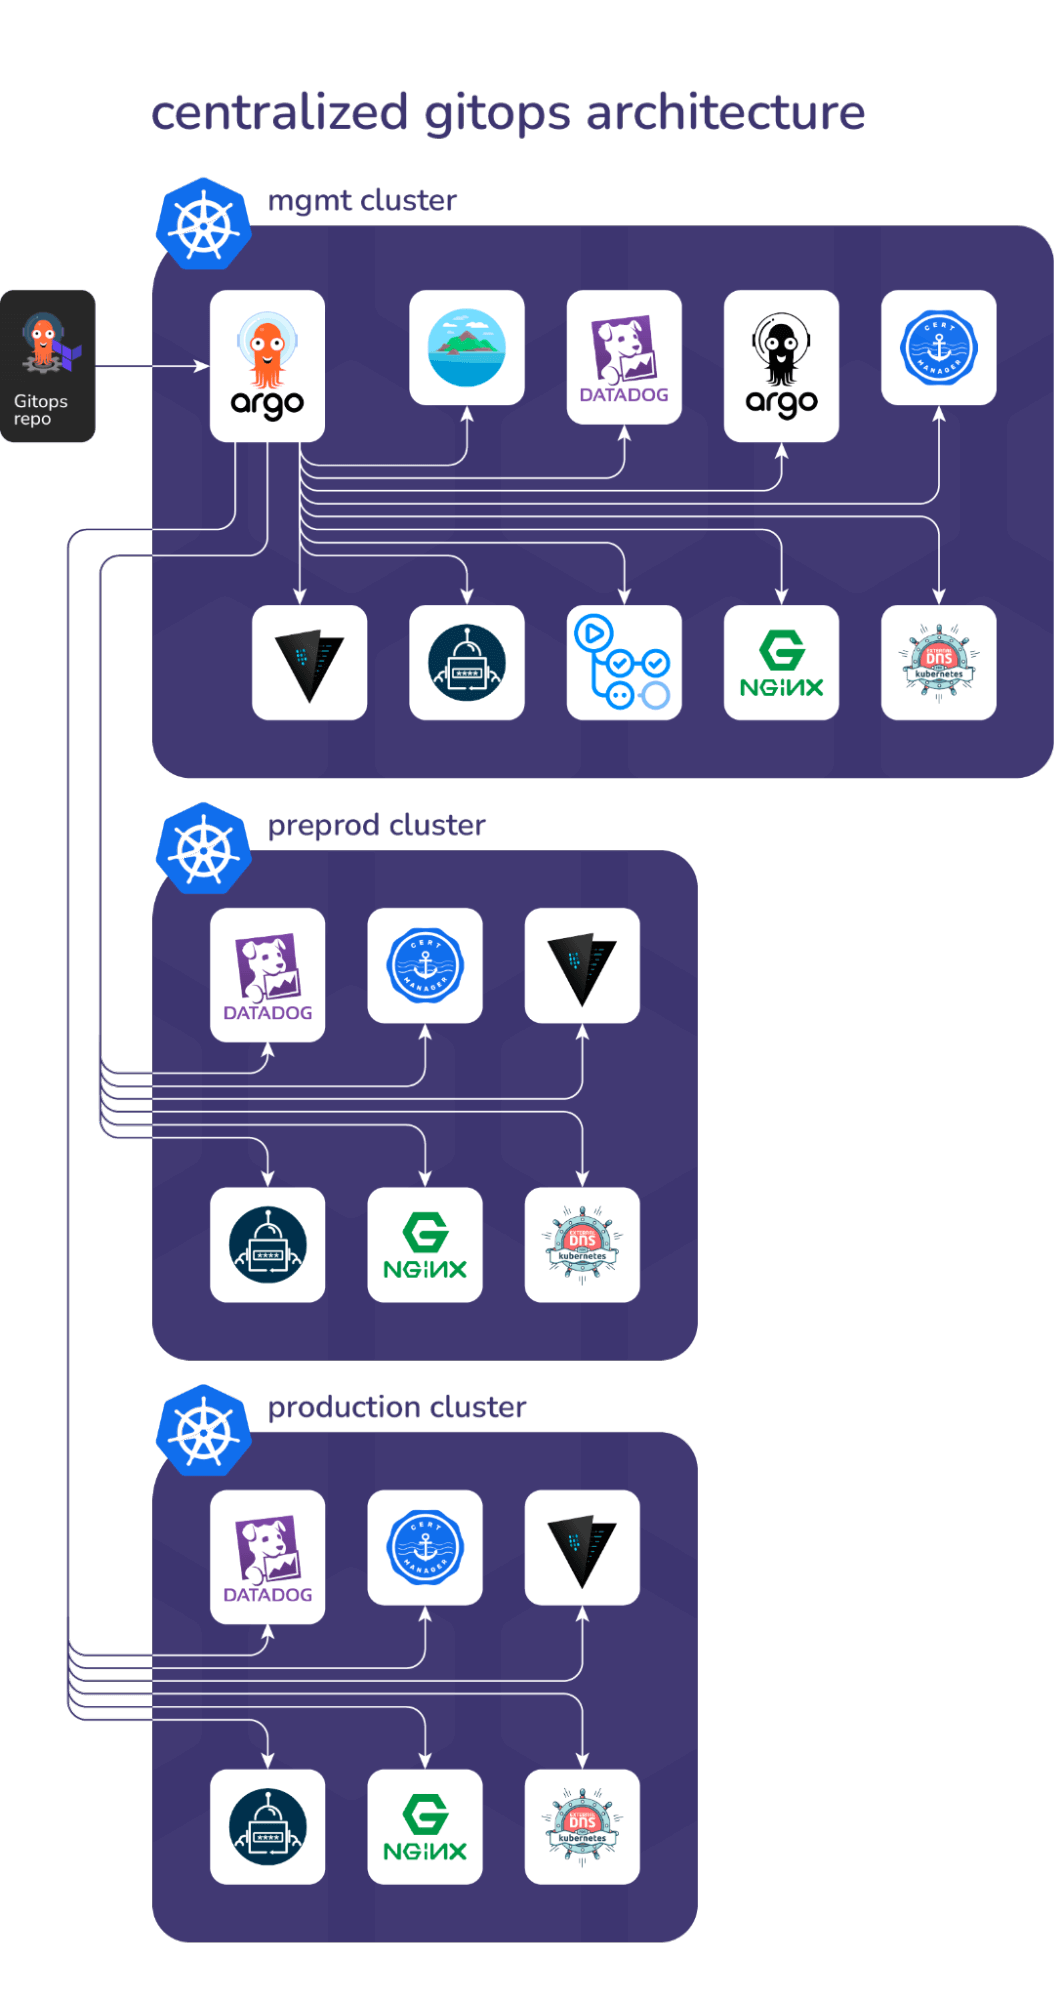 centralized gitops architecture
mgmt cluster
Gitops
repo
argo
DATADOG
argo
CERT
MANAGER
****
NGINX
EXTERNAL
DNS
kubernetes
preprod cluster
DATADOG
CERT
MANAGER
****
NGINX
EXTERNAL
DNS
kubernetes
production cluster
DATADOG
CERT
MANAGER
****
NGINX
EXTERNAL
DNS
kubernetes